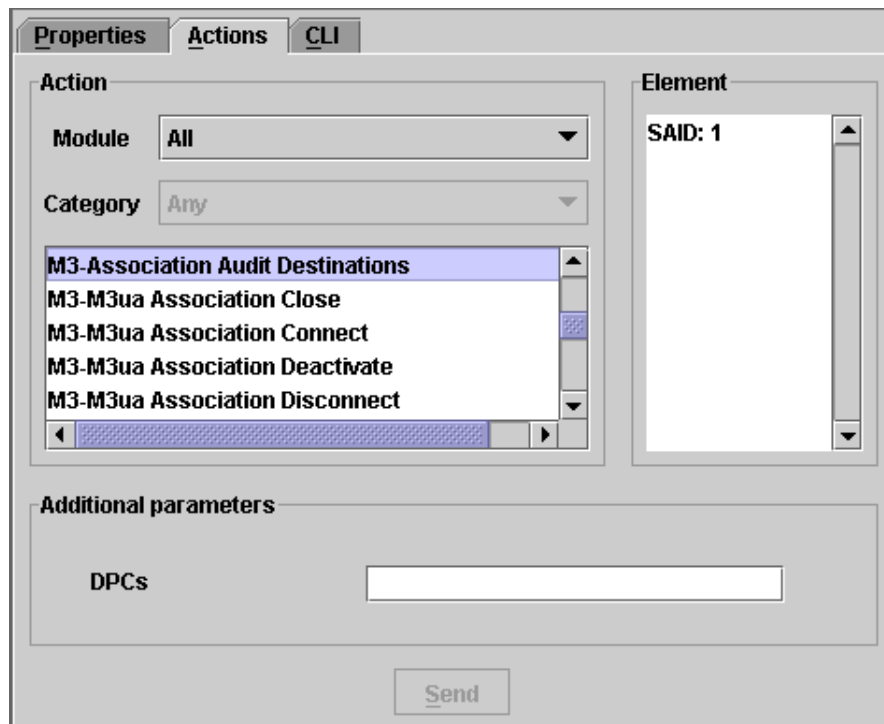 Properties Actions CLI
Action
Module All
Category Any
M3-Association Audit Destinations
M3-M3ua Association Close
M3-M3ua Association Connect
M3-M3ua Association Deactivate
M3-M3ua Association Disconnect
Element
SAID: 1
Additional parameters
DPCs
Send